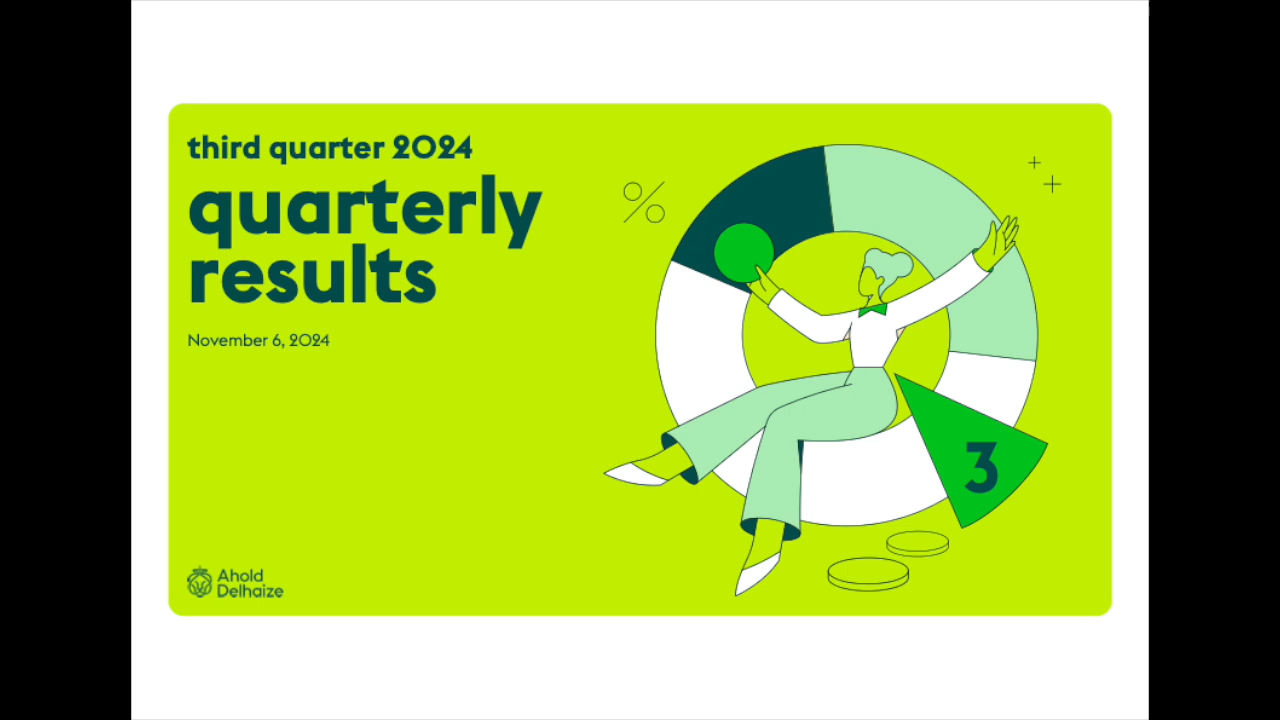 third quarter 2024
quarterly
results
November 6, 2024
%
3
Ahold
Delhaize